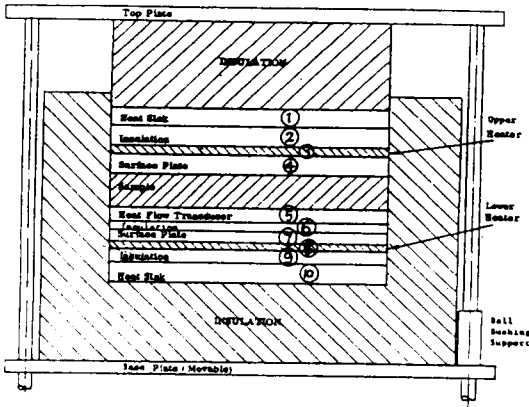 Top Plate
INSULATION
Heat Sink 1
Insulation 2
3
Surface Plate 4
Sample
Heat Flow Transducer 5
Insulation 6
Surface Plate 7
8
Insulation 9
Heat Sink 10
INSULATION
Base Plate (Movable)
Upper
Heater
Lower
Heater
Ball
Bushing
Support